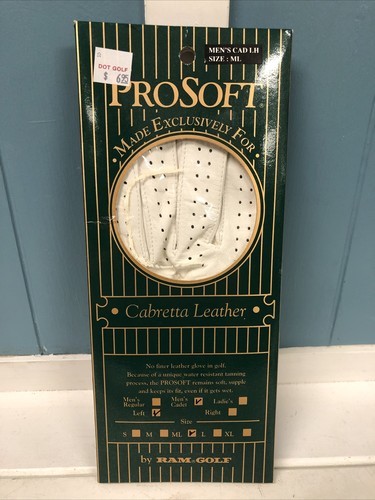 MEN'S CAD LH
SIZE : ML
DOT GOLF
$ 695
PROSOFT
• MADE EXCLUSIVELY FOR •
Cabretta Leather
No finer leather glove in golf.
Because of a unique water resistant tanning
process, the PROSOFT remains soft, supple
and keeps its fit, even if it gets wet.
Men's Regular Men's Cadet Ladie's
Left Right
Size
S M ML L XL
by RAM-GOLF